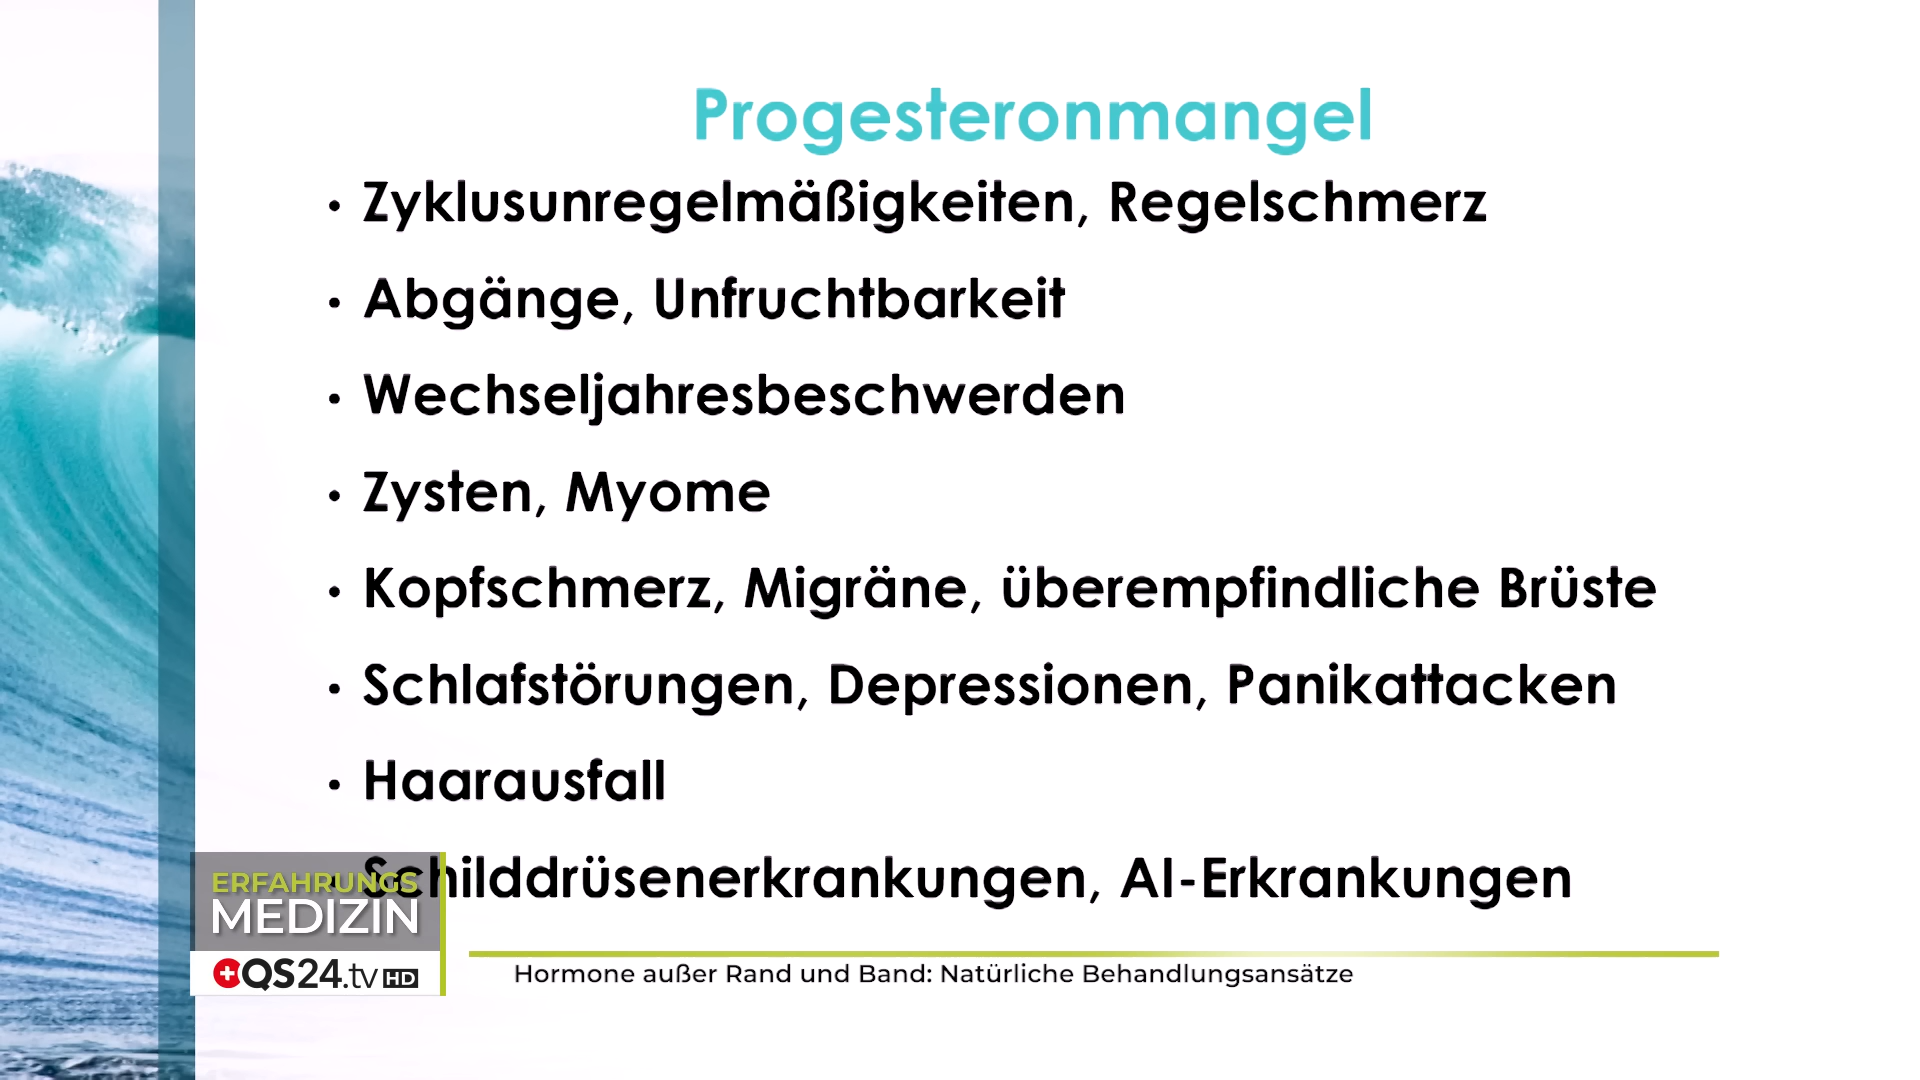 Progesteronmangel
• Zyklusunregelmäßigkeiten, Regelschmerz
• Abgänge, Unfruchtbarkeit
• Wechseljahresbeschwerden
• Zysten, Myome
• Kopfschmerz, Migräne, überempfindliche Brüste
• Schlafstörungen, Depressionen, Panikattacken
• Haarausfall
• Schilddrüsenerkrankungen, AI-Erkrankungen
ERFAHRUNGS
MEDIZIN
QS24.tv HD
Hormone außer Rand und Band: Natürliche Behandlungsansätze